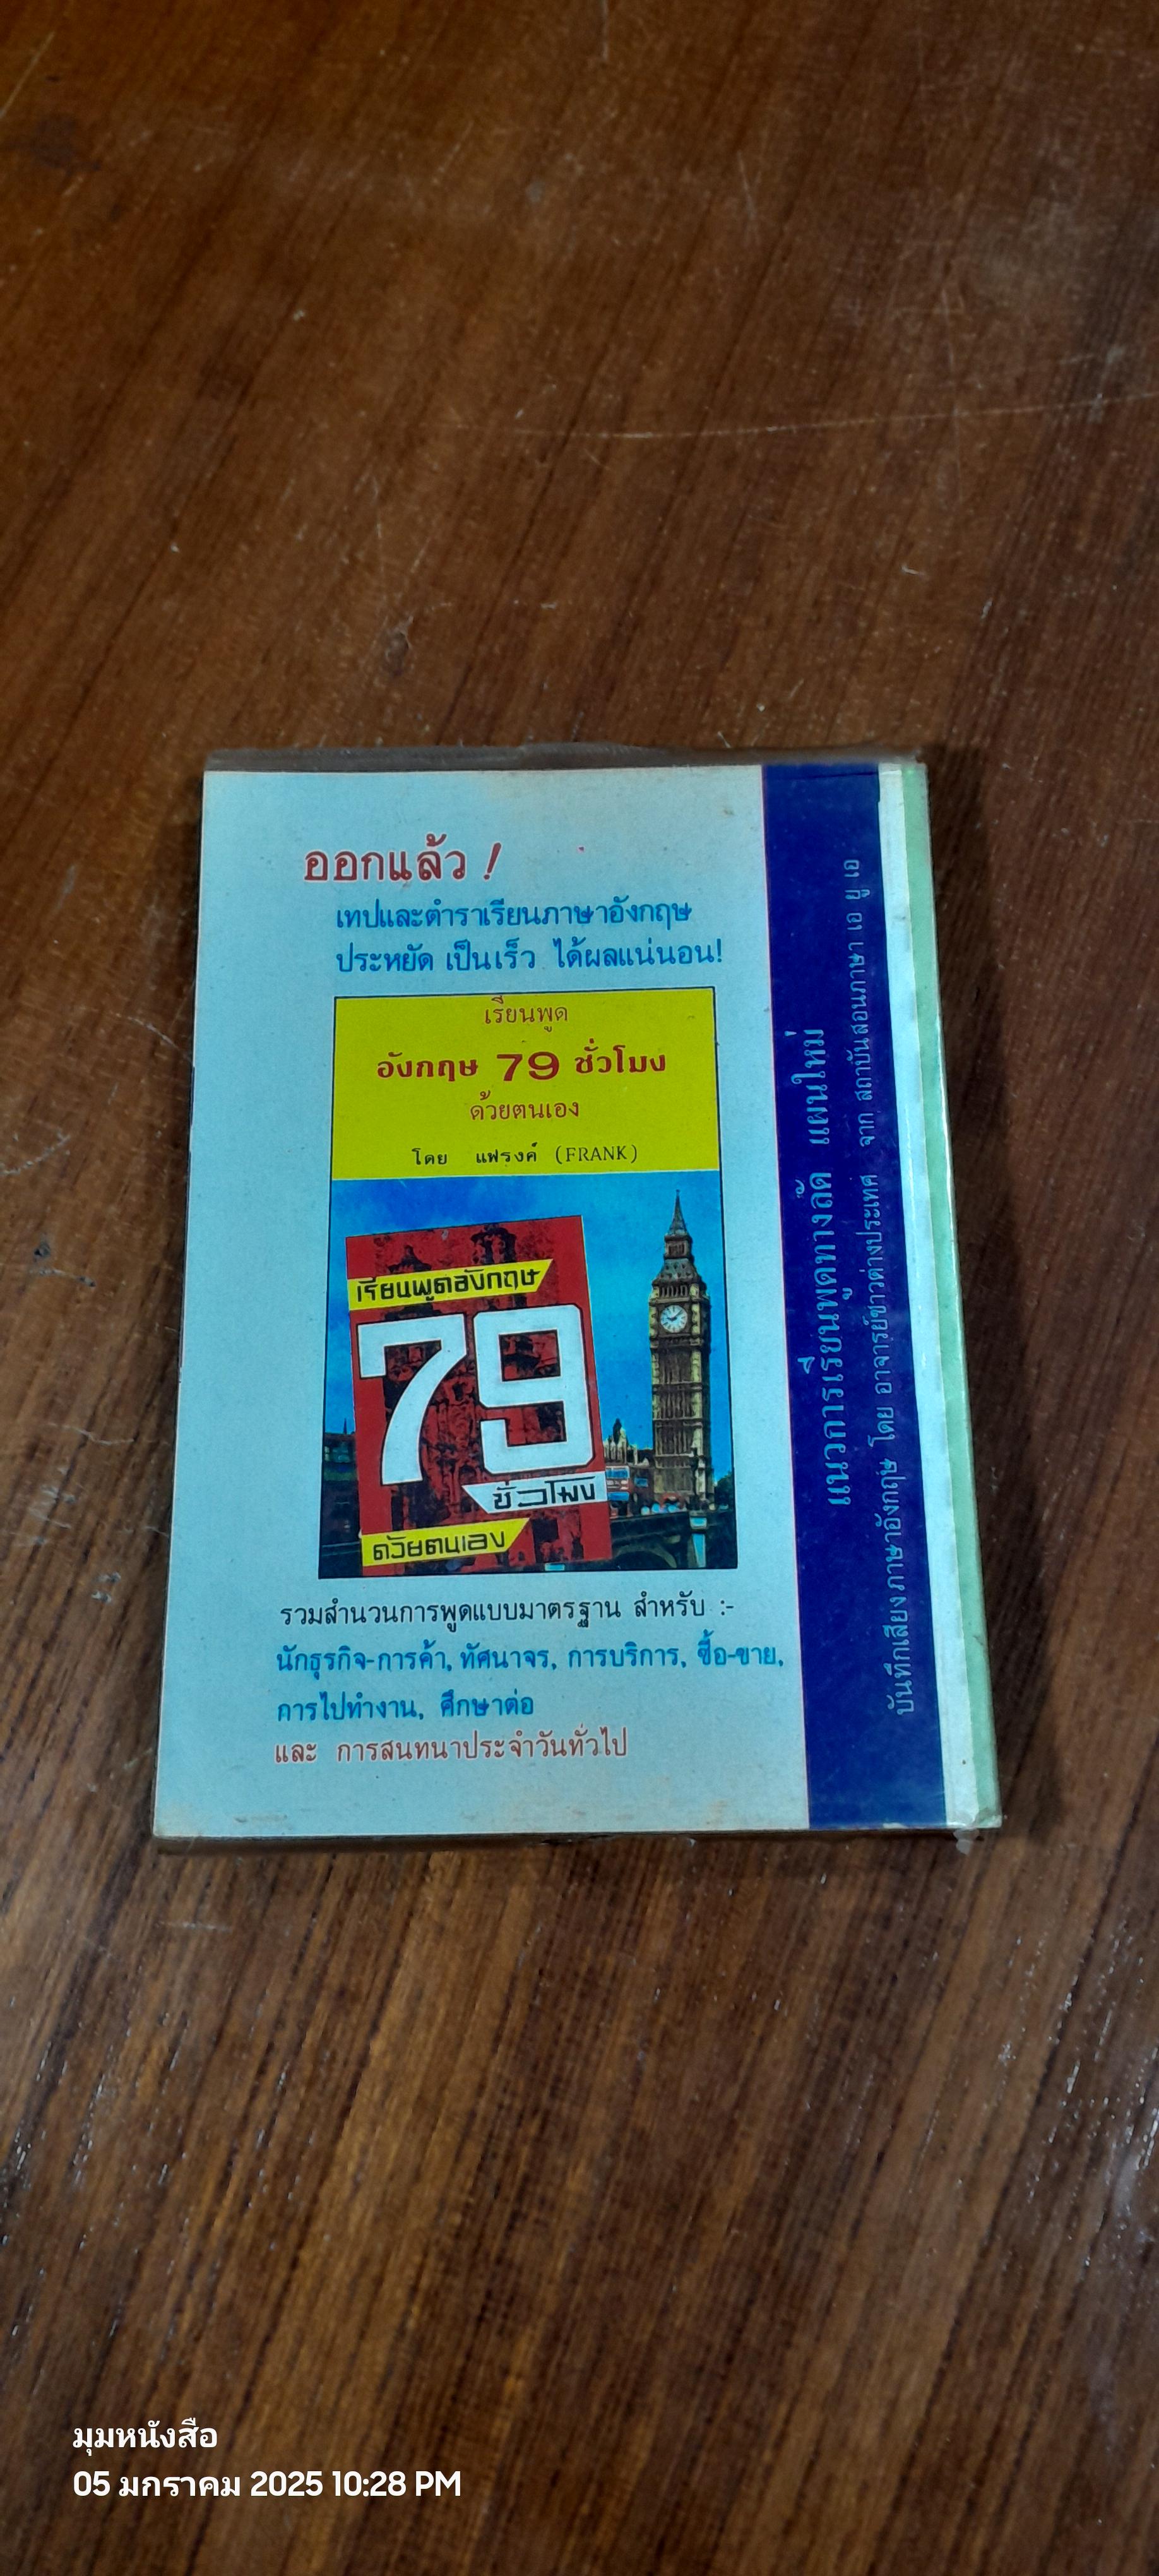 ออกแล้ว !
เทปและตำราเรียนภาษาอังกฤษ
ประหยัด เป็นเร็ว ได้ผลแน่นอน!
เรียนพูด
อังกฤษ 79 ชั่วโมง
ด้วยตนเอง
โดย แฟรงค์ (FRANK)
เรียนพูดอังกฤษ
79
ชั่วโมง
ด้วยตนเอง
รวมสำนวนการพูดแบบมาตรฐาน สำหรับ :-
นักธุรกิจ-การค้า, ทัศนาจร, การบริการ, ซื้อ-ขาย,
การไปทำงาน, ศึกษาต่อ
และ การสนทนาประจำวันทั่วไป
แนวการเรียนพูดทางลัด แผนใหม่
บันทึกเสียงภาษาอังกฤษ โดย อาจารย์ชาวต่างประเทศ จาก สถาบันสอนภาษา เอ ยู เอ
มุมหนังสือ
05 มกราคม 2025 10:28 PM